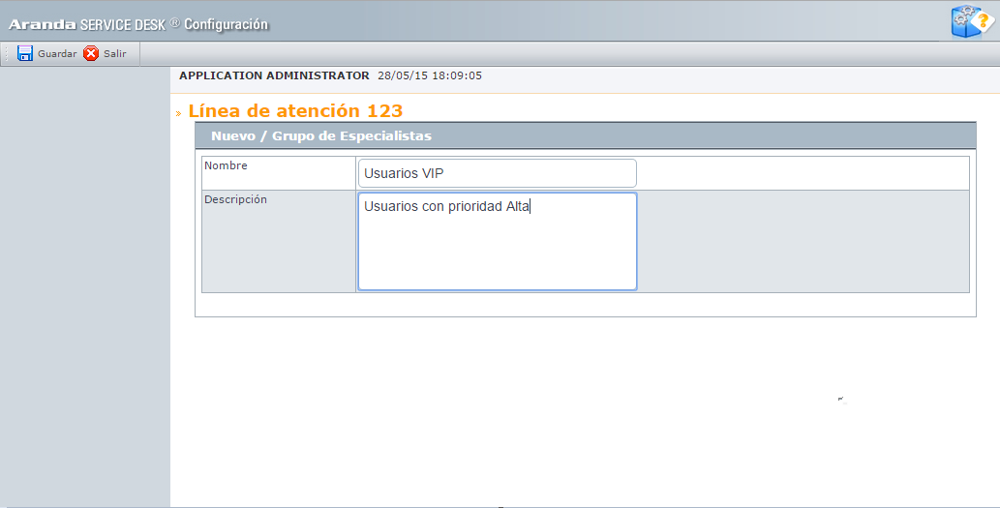 Aranda SERVICE DESK ® Configuración
Guardar Salir
APPLICATION ADMINISTRATOR 28/05/15 18:09:05
» Línea de atención 123
Nuevo / Grupo de Especialistas
Nombre Usuarios VIP
Descripción Usuarios con prioridad Alta